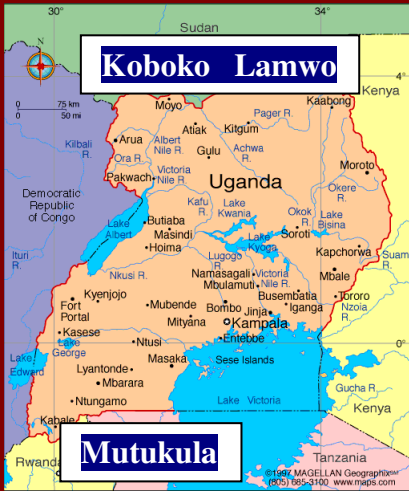 30° 34°
Sudan
N
Koboko Lamwo
4°
Kenya
0 75 km
0 50 mi
Moyo
Kaabong
Kilbali R.
Arua
Albert Nile R.
Atiak
Kitgum
Pager R.
Ora R.
Gulu
Achwa R.
Moroto
Pakwach
Victoria Nile R.
Uganda
Okere R.
Democratic Republic of Congo
Kafu R.
Lake Kwania
Okok R.
Lake Bisina
Lake Albert
Butiaba
Masindi
Hoima
Lake Kyoga
Soroti
Ituri R.
Lugogo R.
Kapchorwa
Suam R.
Nkusi R.
Namasagali
Victoria Nile R.
Mbale
Mbulamuti
Kyenjojo
Fort Portal
Mubende
Bombo
Busembatia
Tororo
Jinja
Iganga
Nzoia R.
Mityana
Kampala
Kasese
Entebbe
0°
Lake George
Ntusi
Lake Edward
Masaka
Sese Islands
Lyantonde
Mbarara
Gucha R.
Ntungamo
Lake Victoria
Kenya
Kabale
Mutukula
Rwanda
Tanzania
©1997 MAGELLAN Geographix℠
(805) 685-3100 www.maps.com